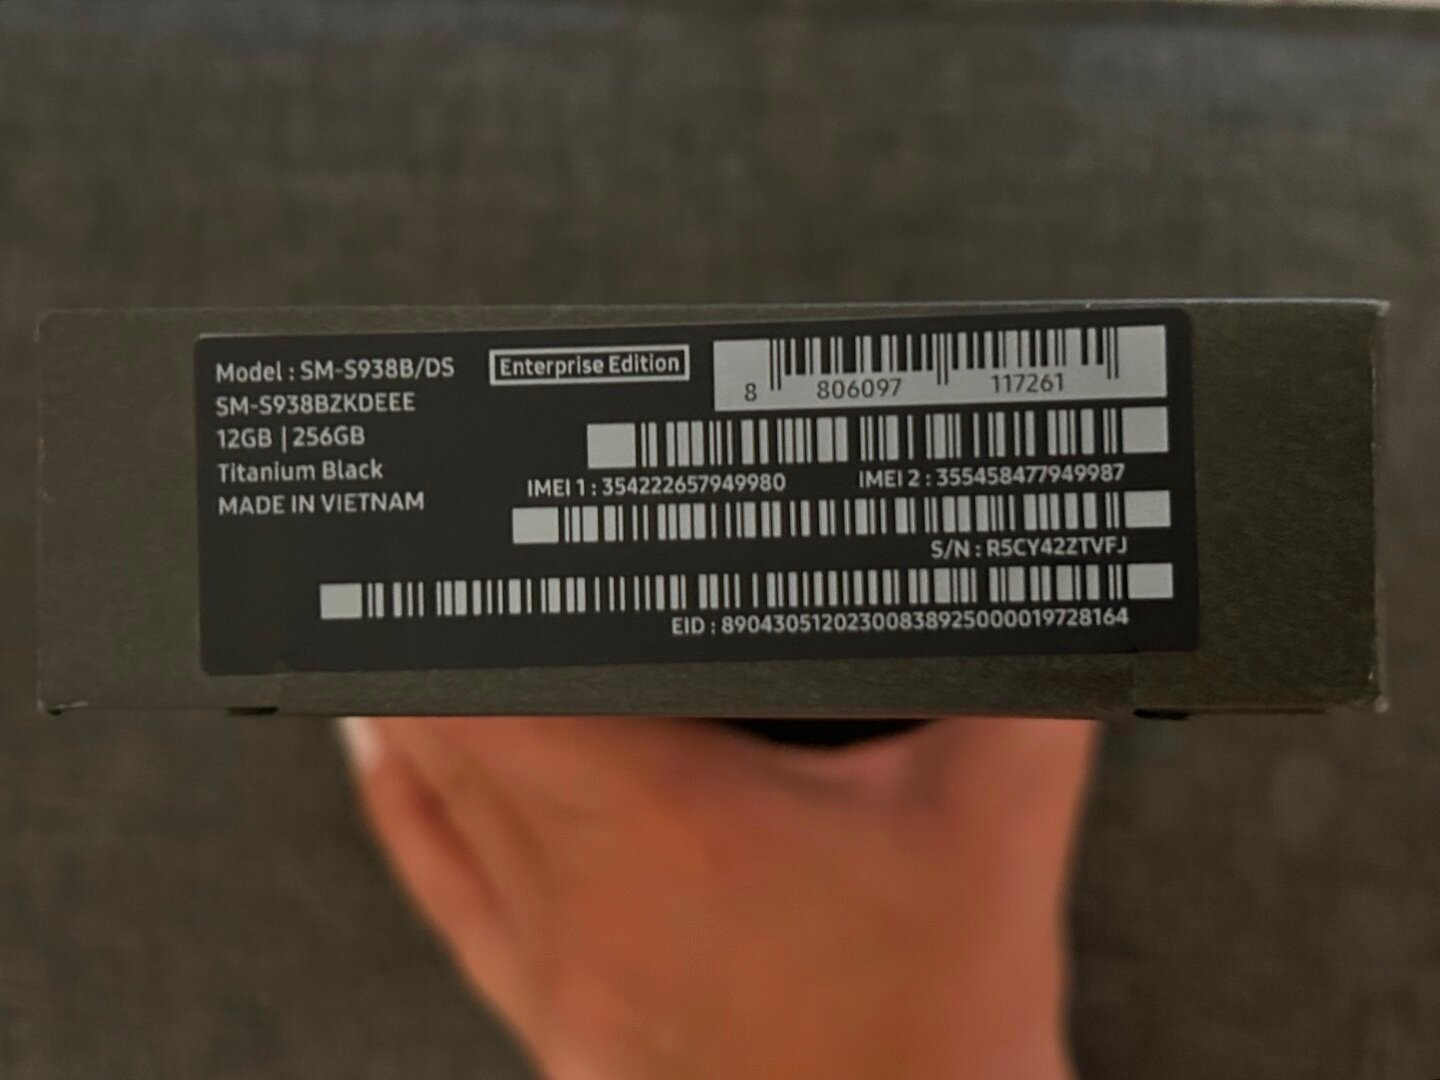 Model : SM-S938B/DS
Enterprise Edition
SM-S938BZKDEEE
12GB | 256GB
Titanium Black
MADE IN VIETNAM
8 806097 117261
IMEI 1 : 354222657949980 IMEI 2 : 355458477949987
S/N : R5CY42ZTVFJ
EID : 89043051202300838925000019728164